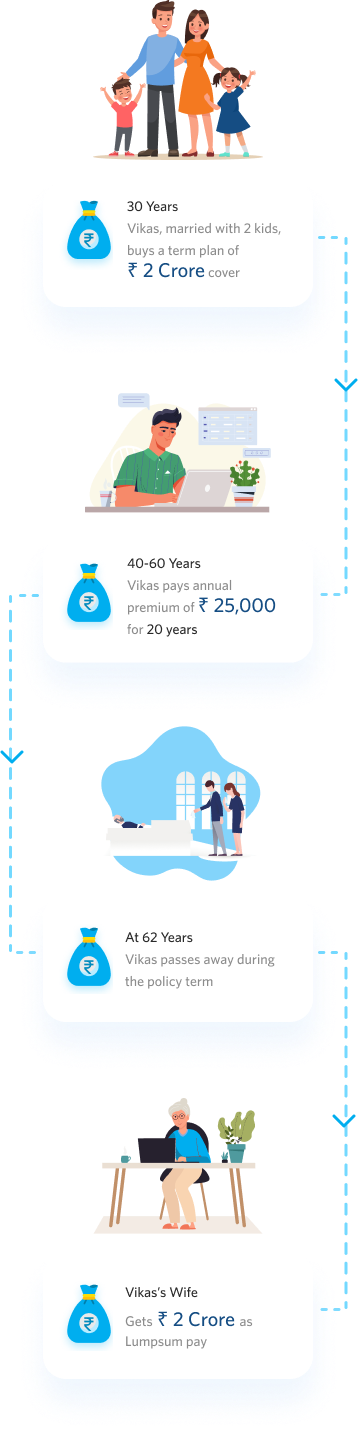 30 Years
Vikas, married with 2 kids,
buys a term plan of
₹ 2 Crore cover
40-60 Years
Vikas pays annual
premium of ₹ 25,000
for 20 years
At 62 Years
Vikas passes away during
the policy term
Vikas's Wife
Gets ₹ 2 Crore as
Lumpsum pay